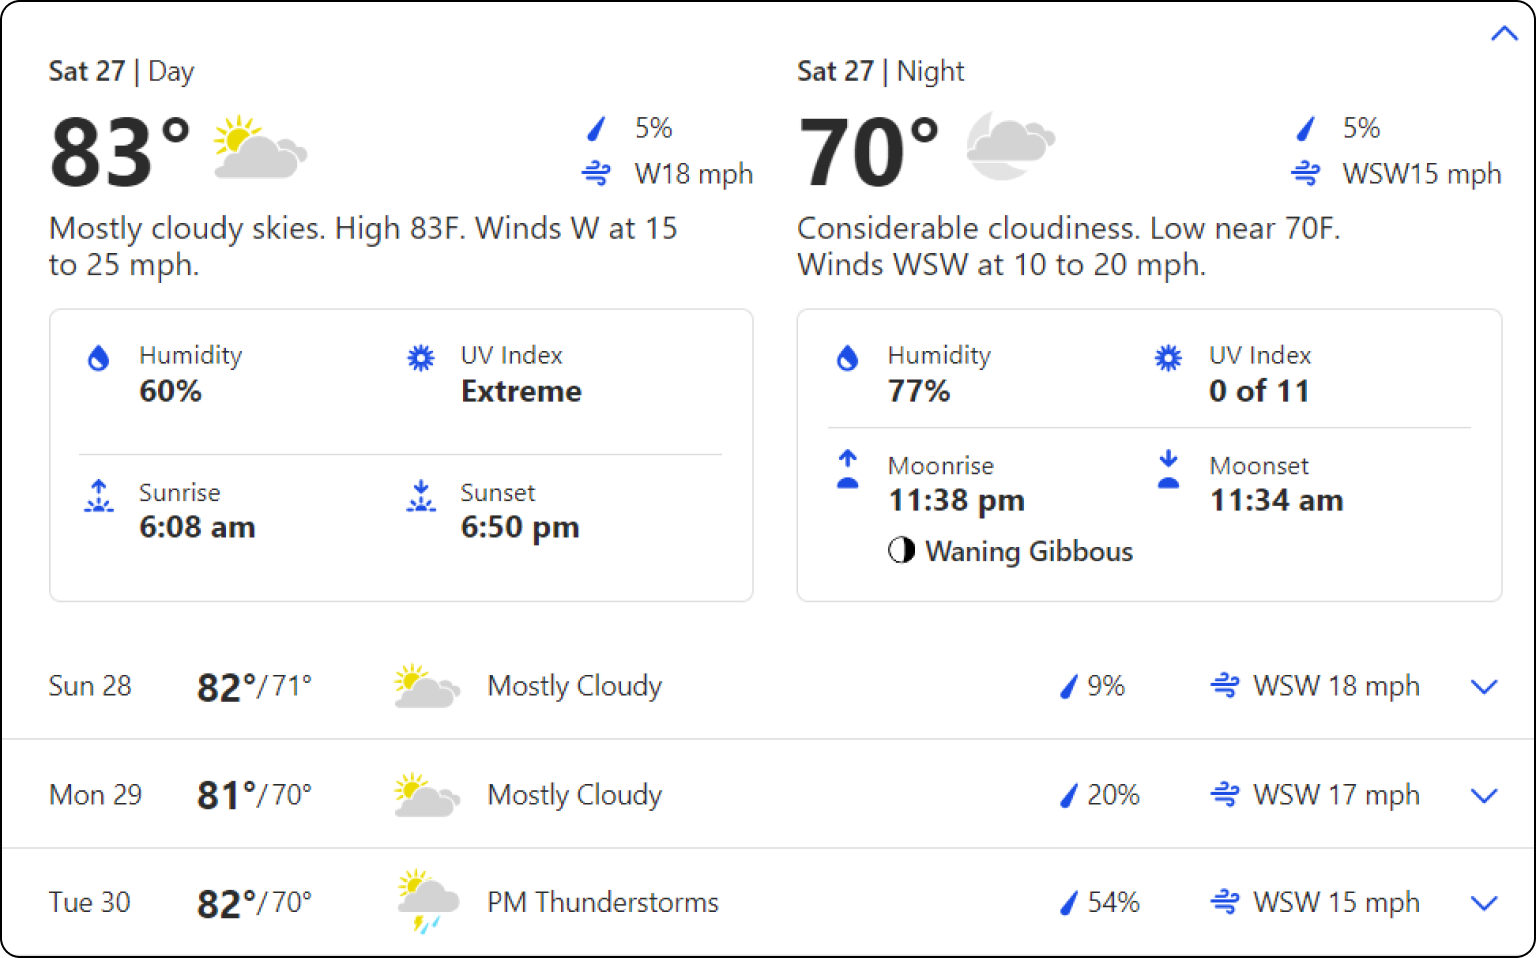 Sat 27 | Day
83°
5%
W18 mph
Mostly cloudy skies. High 83F. Winds W at 15
to 25 mph.
Humidity
60%
UV Index
Extreme
Sunrise
6:08 am
Sunset
6:50 pm
Sat 27 | Night
70°
5%
WSW15 mph
Considerable cloudiness. Low near 70F.
Winds WSW at 10 to 20 mph.
Humidity
77%
UV Index
0 of 11
Moonrise
11:38 pm
Moonset
11:34 am
Waning Gibbous
Sun 28 82°/71° Mostly Cloudy 9% WSW 18 mph
Mon 29 81°/70° Mostly Cloudy 20% WSW 17 mph
Tue 30 82°/70° PM Thunderstorms 54% WSW 15 mph